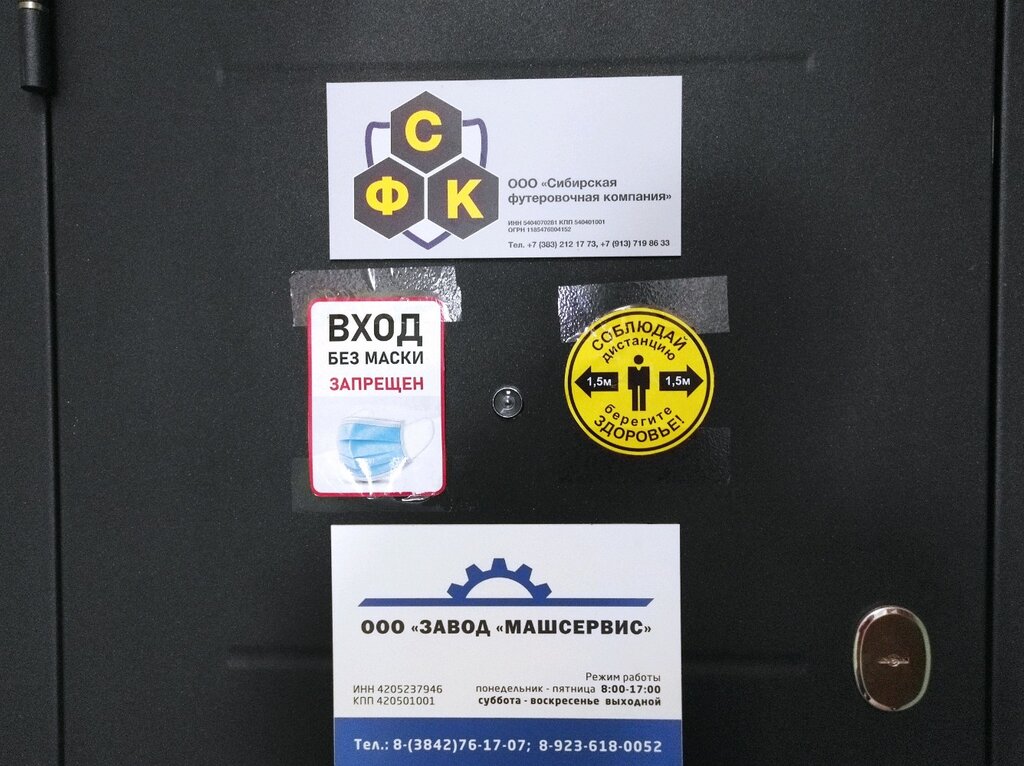 С
Ф К
ООО «Сибирская
футеровочная компания»
ИНН 5404070281 КПП 540401001
ОГРН 1185476004152
Тел. +7 (383) 212 17 73, +7 (913) 719 86 33
ВХОД
БЕЗ МАСКИ
ЗАПРЕЩЕН
СОБЛЮДАЙ
дистанцию
1,5м 1,5м
берегите
ЗДОРОВЬЕ!
ООО «ЗАВОД «МАШСЕРВИС»
Режим работы
ИНН 4205237946 понедельник - пятница 8:00-17:00
КПП 420501001 суббота - воскресенье выходной
Тел.: 8-(3842)76-17-07; 8-923-618-0052